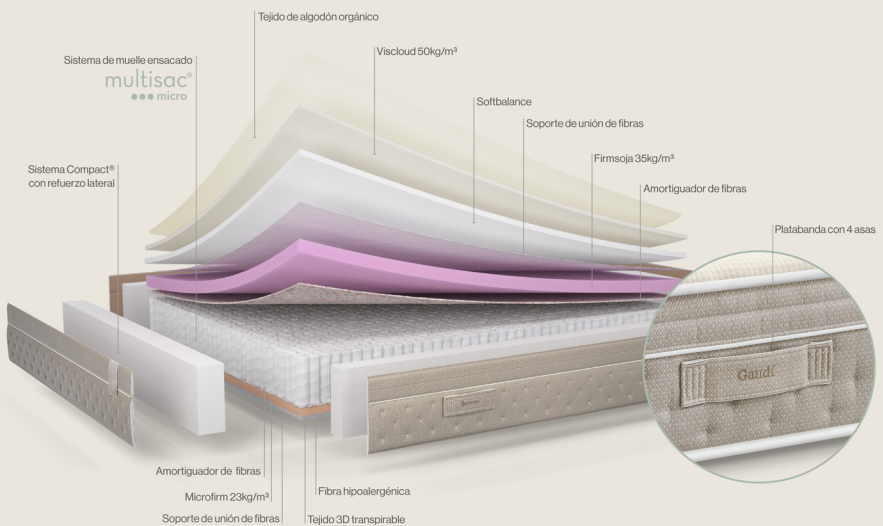 Tejido de algodón orgánico
Viscloud 50kg/m³
Sistema de muelle ensacado
multisac®
micro
Softbalance
Soporte de unión de fibras
Firmsoja 35kg/m³
Sistema Compact®
con refuerzo lateral
Amortiguador de fibras
Platabanda con 4 asas
Gaudí
Amortiguador de fibras
Microfirm 23kg/m³
Fibra hipoalergénica
Soporte de unión de fibras
Tejido 3D transpirable